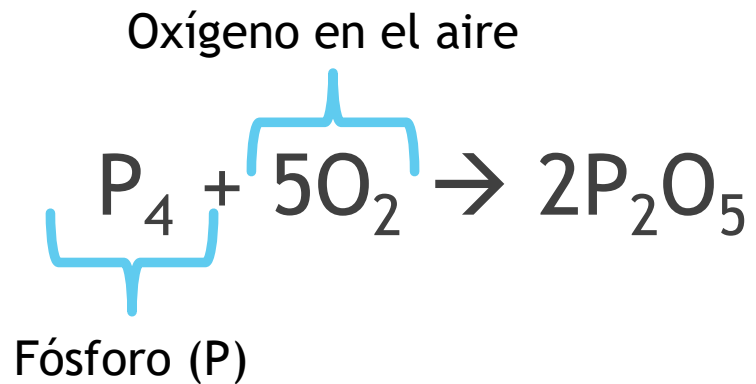 Oxígeno en el aire
P₄ + 5O₂ → 2P₂O₅
Fósforo (P)